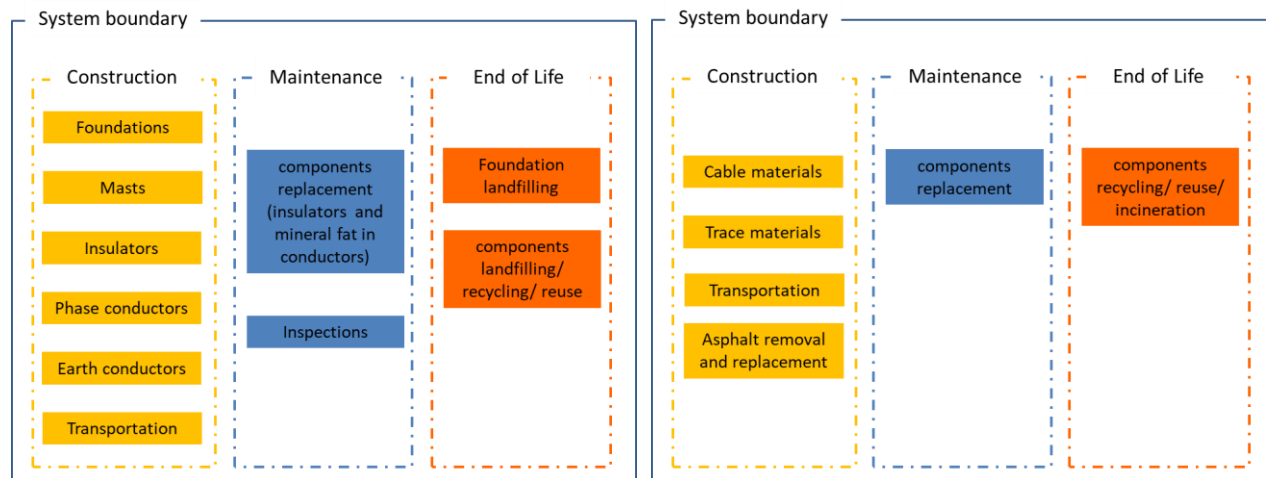 System boundary
Construction
Foundations
Masts
Insulators
Phase conductors
Earth conductors
Transportation
Maintenance
components
replacement
(insulators and
mineral fat in
conductors)
Inspections
End of Life
Foundation
landfilling
components
landfilling/
recycling/ reuse
System boundary
Construction
Cable materials
Trace materials
Transportation
Asphalt removal
and replacement
Maintenance
components
replacement
End of Life
components
recycling/ reuse/
incineration